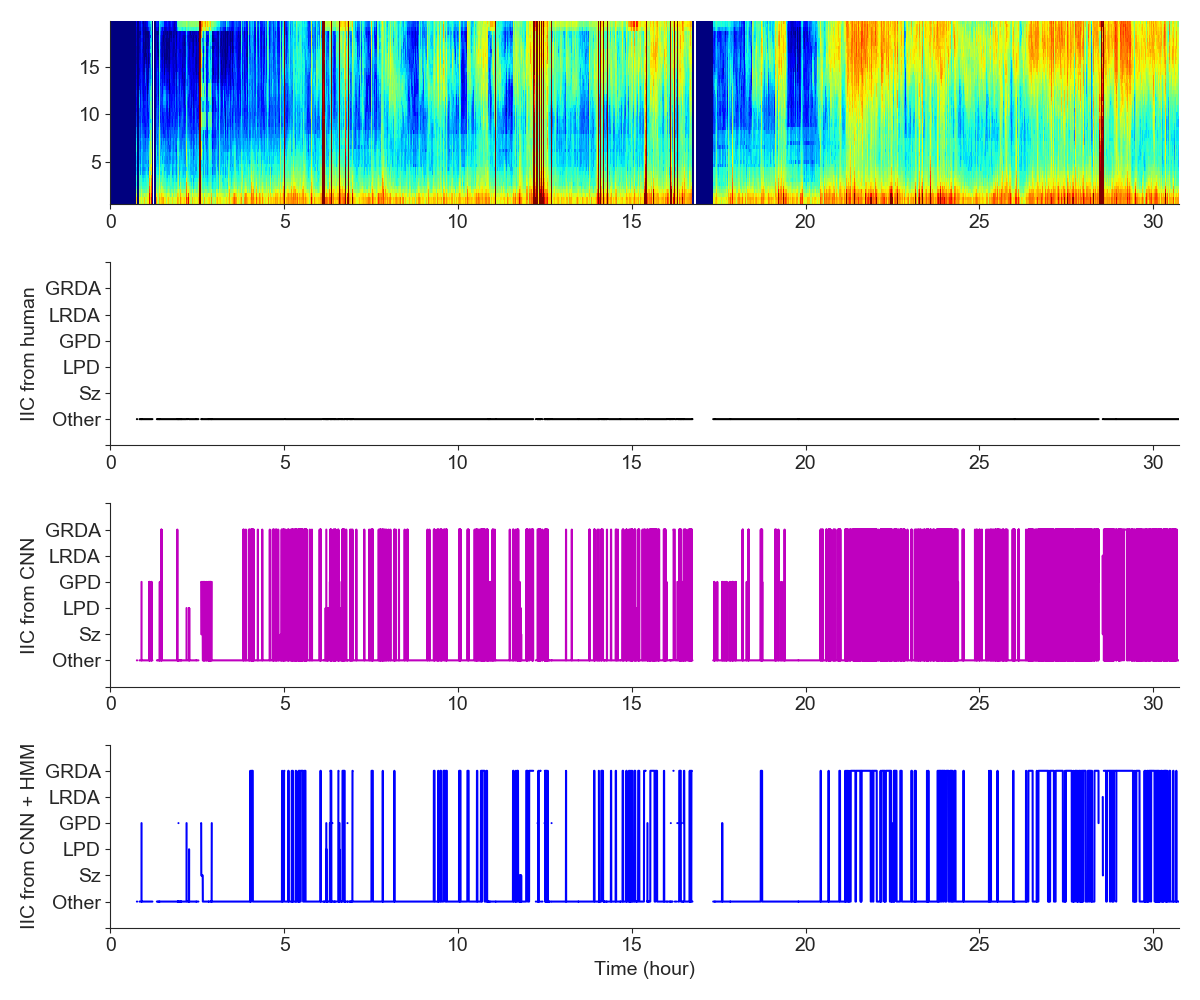 15
10
5
0 5 10 15 20 25 30
IIC from human
GRDA
LRDA
GPD
LPD
Sz
Other
0 5 10 15 20 25 30
IIC from CNN
GRDA
LRDA
GPD
LPD
Sz
Other
0 5 10 15 20 25 30
IIC from CNN + HMM
GRDA
LRDA
GPD
LPD
Sz
Other
0 5 10 15 20 25 30
Time (hour)